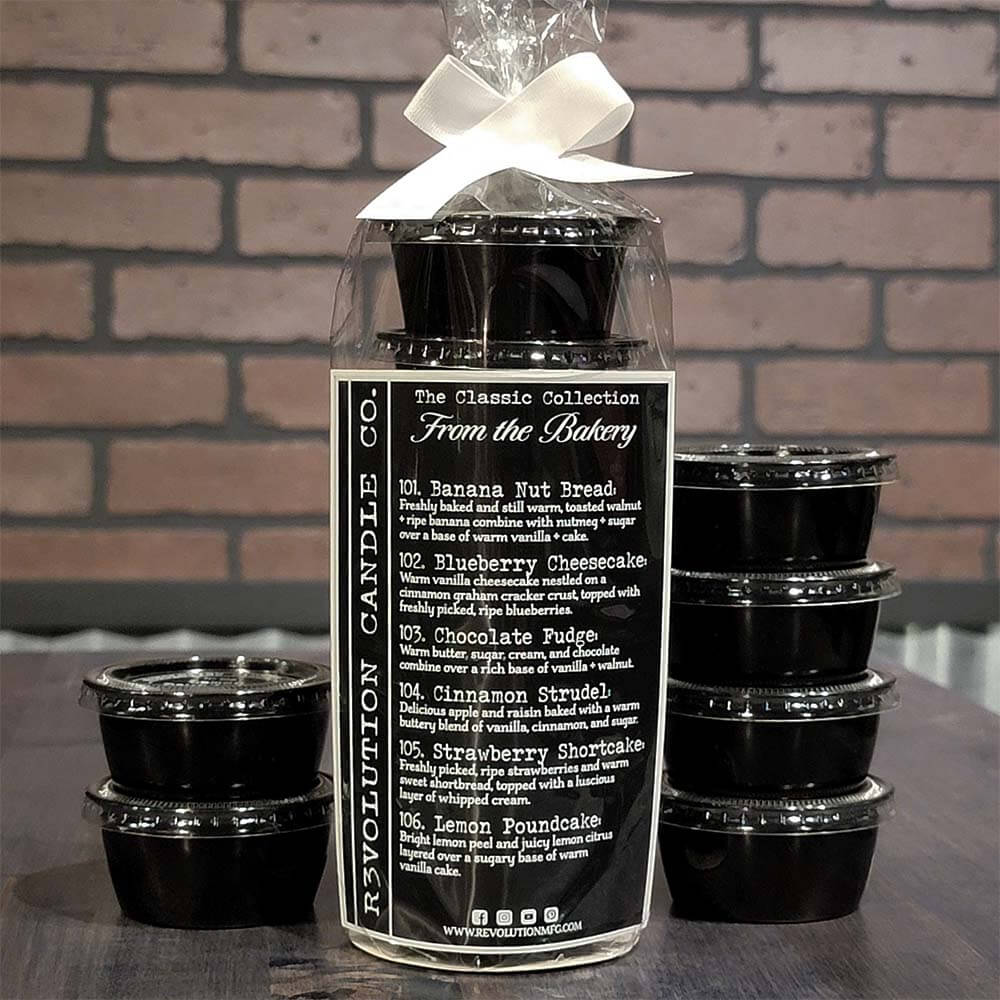 R3VOLUTION CANDLE CO.
The Classic Collection
From the Bakery
101. Banana Nut Bread:
Freshly baked and still warm, toasted walnut
+ ripe banana combine with nutmeg + sugar
over a base of warm vanilla + cake.
102. Blueberry Cheesecake:
Warm vanilla cheesecake nestled on a
cinnamon graham cracker crust, topped with
freshly picked, ripe blueberries.
103. Chocolate Fudge:
Warm butter, sugar, cream, and chocolate
combine over a rich base of vanilla + walnut.
104. Cinnamon Strudel:
Delicious apple and raisin baked with a warm
buttery blend of vanilla, cinnamon, and sugar.
105. Strawberry Shortcake:
Freshly picked, ripe strawberries and warm
sweet shortbread, topped with a luscious
layer of whipped cream.
106. Lemon Poundcake:
Bright lemon peel and juicy lemon citrus
layered over a sugary base of warm
vanilla cake.
WWW.REVOLUTIONMFG.COM